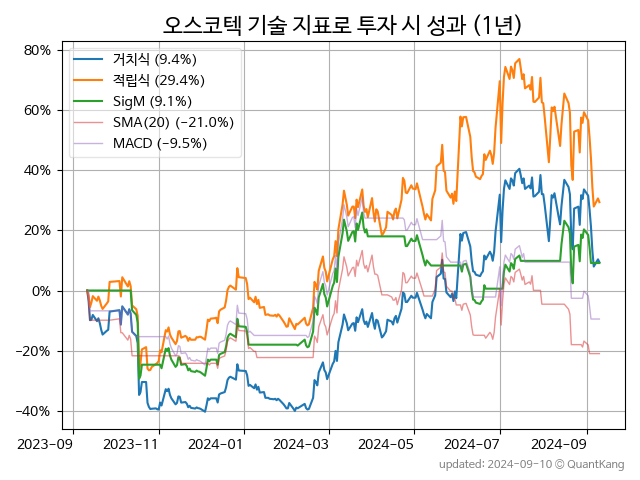 오스코텍 기술 지표로 투자 시 성과 (1년)
거치식 (9.4%)
적립식 (29.4%)
SigM (9.1%)
SMA(20) (−21.0%)
MACD (−9.5%)
80%
60%
40%
20%
0%
−20%
−40%
2023-09 2023-11 2024-01 2024-03 2024-05 2024-07 2024-09
updated: 2024-09-10 © QuantKang